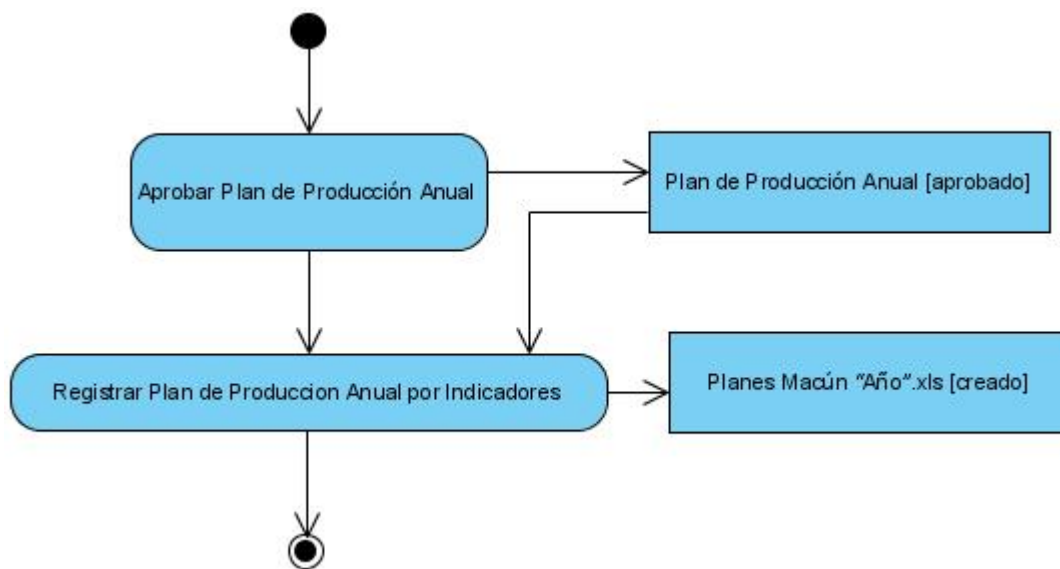 Aprobar Plan de Producción Anual
Plan de Producción Anual [aprobado]
Registrar Plan de Produccion Anual por Indicadores
Planes Macún “Año”.xls [creado]